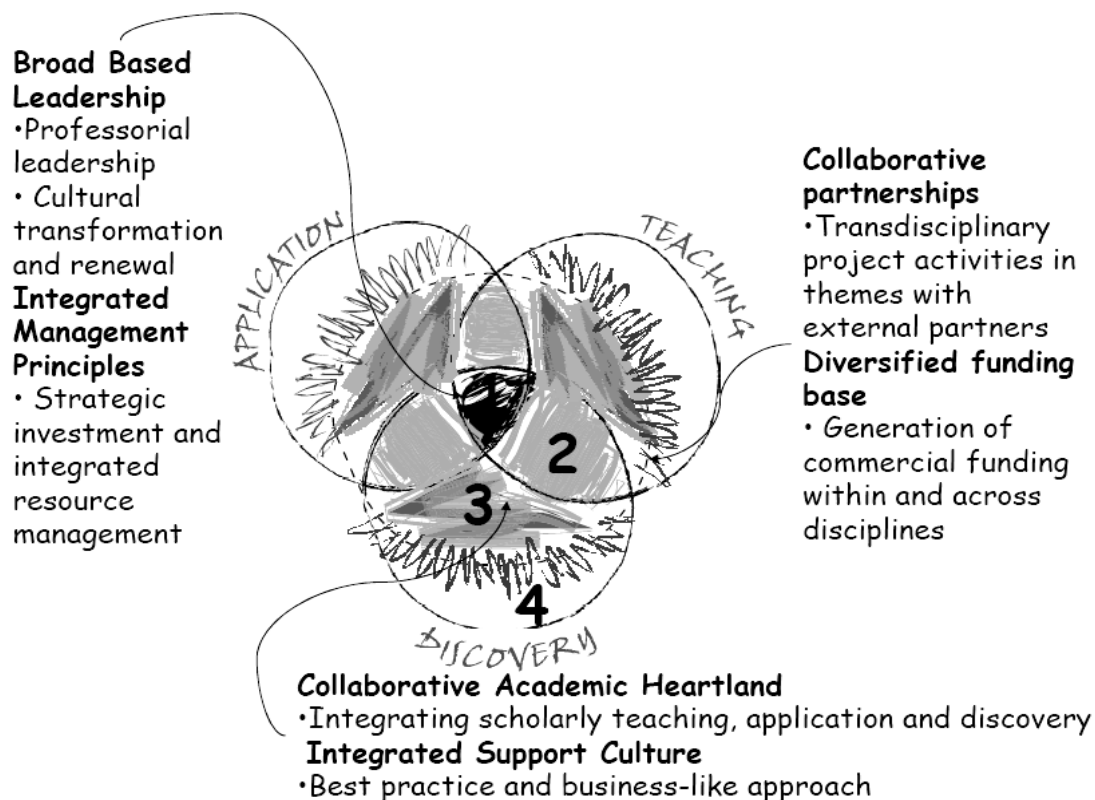 Broad Based
Leadership
•Professorial
leadership
• Cultural
transformation
and renewal
Integrated
Management
Principles
• Strategic
investment and
integrated
resource
management
APPLICATION
TEACHING
1
2
3
4
DISCOVERY
Collaborative
partnerships
•Transdisciplinary
project activities in
themes with
external partners
Diversified funding
base
• Generation of
commercial funding
within and across
disciplines
Collaborative Academic Heartland
•Integrating scholarly teaching, application and discovery
Integrated Support Culture
•Best practice and business-like approach